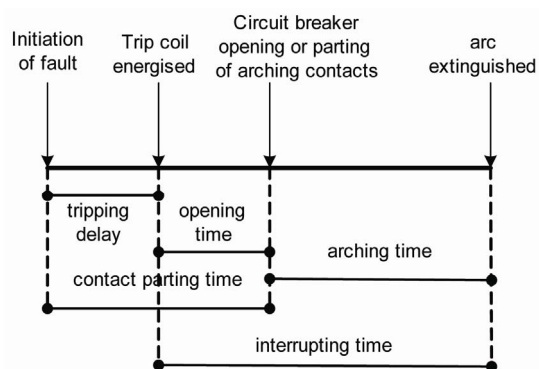 Initiation
of fault
Trip coil
energised
Circuit breaker
opening or parting
of arching contacts
arc
extinguished
tripping
delay
opening
time
arching time
contact parting time
interrupting time